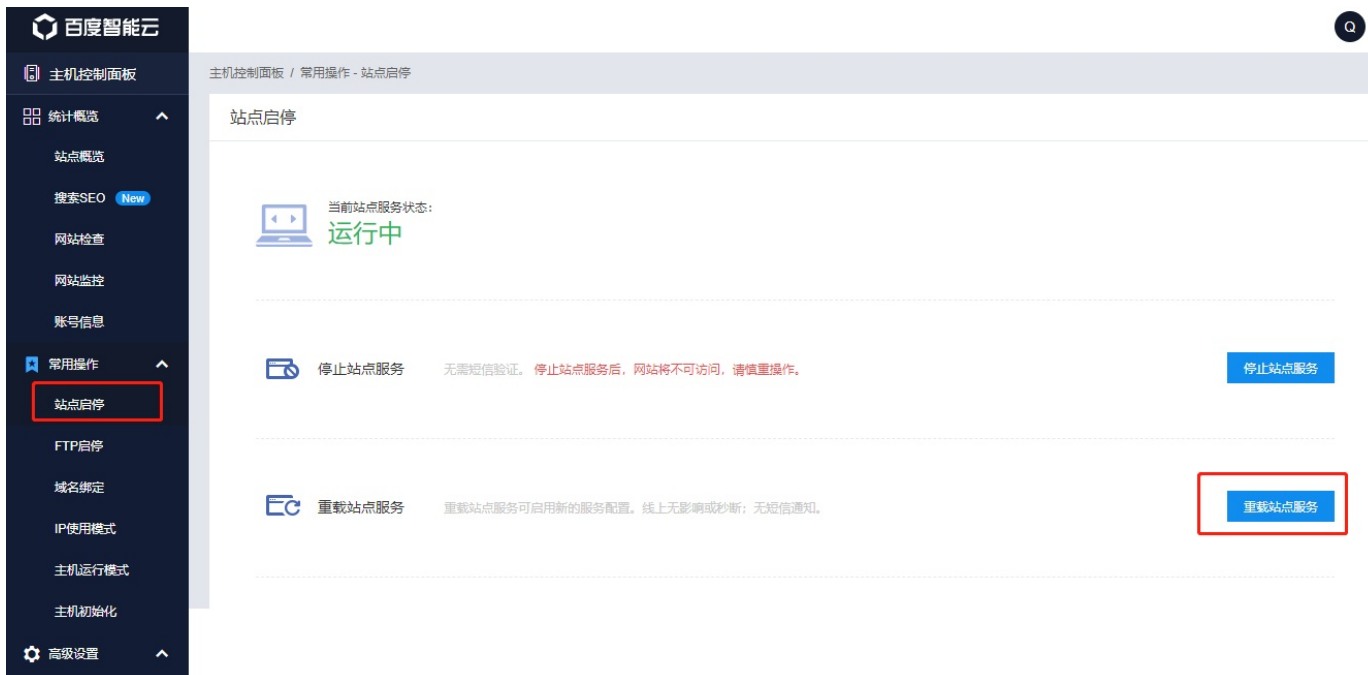 百度智能云
Q
主机控制面板
主机控制面板 / 常用操作 - 站点启停
统计概览
站点启停
站点概览
搜索SEO New
网站检查
网站监控
账号信息
当前站点服务状态：
运行中
常用操作
站点启停
FTP启停
域名绑定
IP使用模式
主机运行模式
主机初始化
高级设置
停止站点服务 无需短信验证。停止站点服务后，网站将不可访问，请慎重操作。 停止站点服务
重载站点服务 重载站点服务可启用新的服务配置。线上无影响或秒断；无短信通知。 重载站点服务